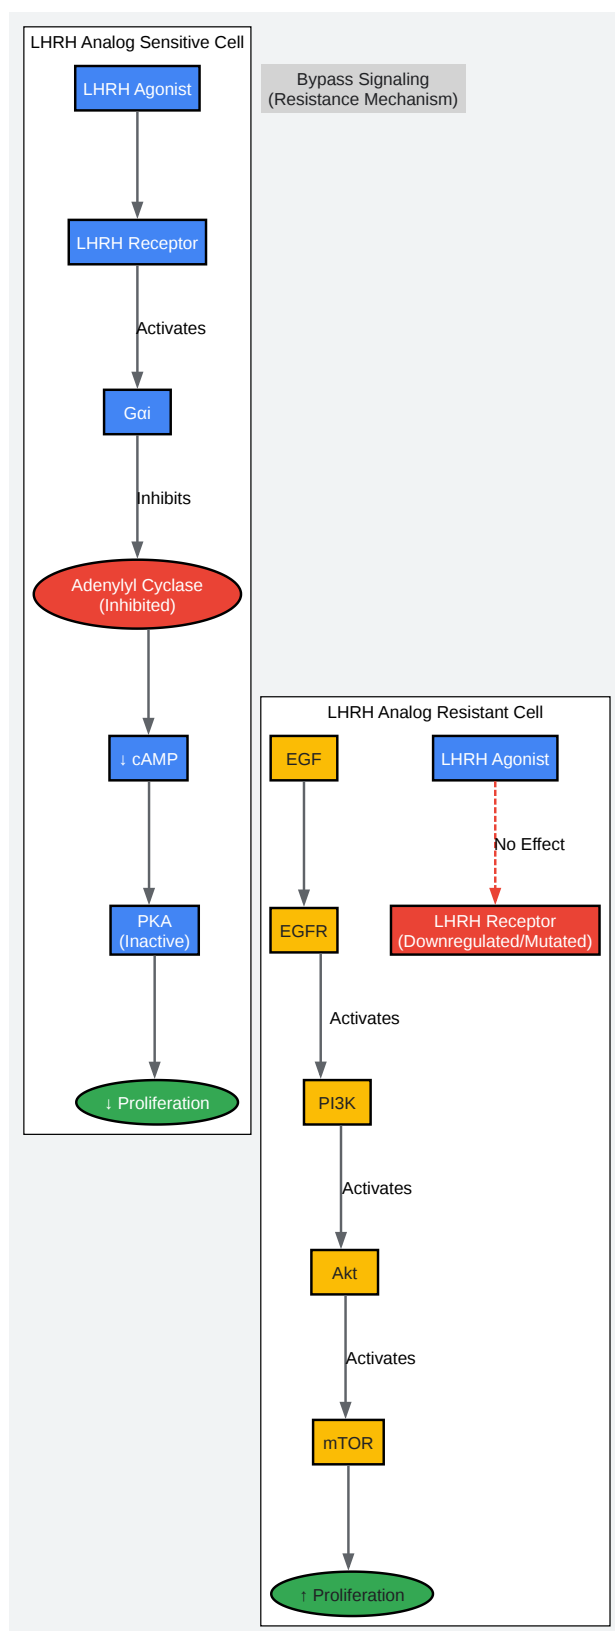 LHRH Analog Sensitive Cell
LHRH Agonist
Bypass Signaling
(Resistance Mechanism)
LHRH Receptor
Activates
Gαi
Inhibits
Adenylyl Cyclase
(Inhibited)
↓ cAMP
PKA
(Inactive)
↓ Proliferation
LHRH Analog Resistant Cell
EGF
LHRH Agonist
No Effect
EGFR
LHRH Receptor
(Downregulated/Mutated)
Activates
PI3K
Activates
Akt
Activates
mTOR
↑ Proliferation